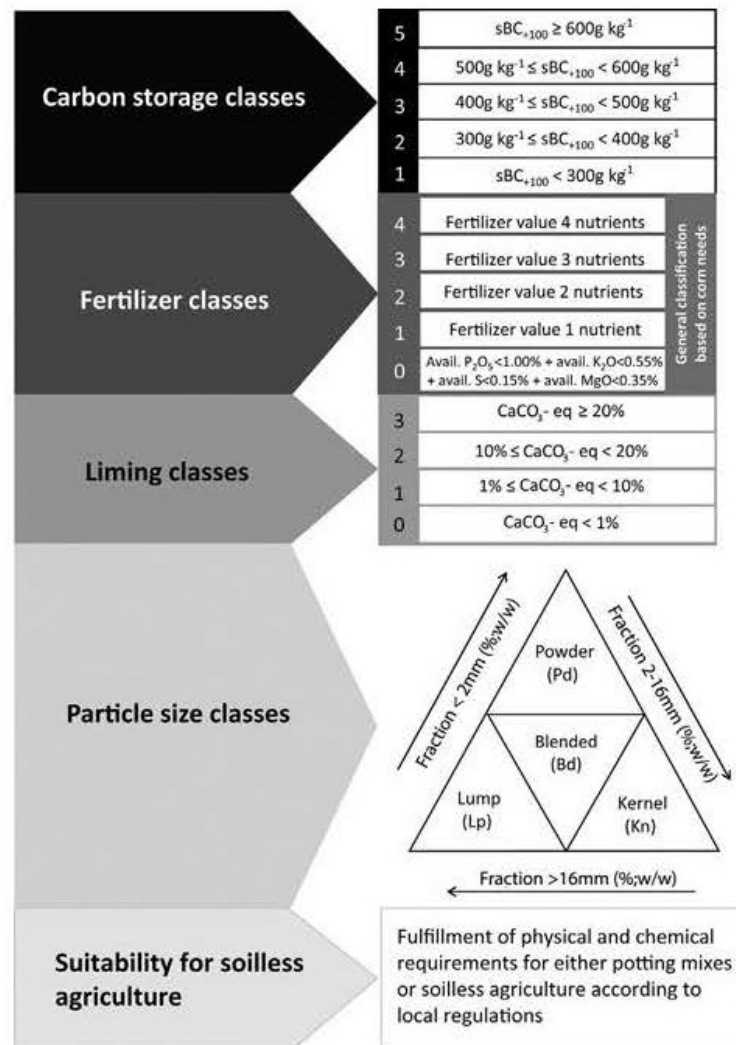 Carbon storage classes
5 sBC₊₁₀₀ ≥ 600g kg⁻¹
4 500g kg⁻¹ ≤ sBC₊₁₀₀ < 600g kg⁻¹
3 400g kg⁻¹ ≤ sBC₊₁₀₀ < 500g kg⁻¹
2 300g kg⁻¹ ≤ sBC₊₁₀₀ < 400g kg⁻¹
1 sBC₊₁₀₀ < 300g kg⁻¹
Fertilizer classes
4 Fertilizer value 4 nutrients
3 Fertilizer value 3 nutrients
2 Fertilizer value 2 nutrients
1 Fertilizer value 1 nutrient
0 Avail. P₂O₅<1.00% + avail. K₂O<0.55%
+ avail. S<0.15% + avail. MgO<0.35%
General classification
based on corn needs
Liming classes
3 CaCO₃- eq ≥ 20%
2 10% ≤ CaCO₃- eq < 20%
1 1% ≤ CaCO₃- eq < 10%
0 CaCO₃- eq < 1%
Particle size classes
Fraction < 2mm (%;w/w)
Fraction 2-16mm (%;w/w)
Powder
(Pd)
Blended
(Bd)
Lump
(Lp)
Kernel
(Kn)
Fraction >16mm (%;w/w)
Suitability for soilless
agriculture
Fulfillment of physical and chemical
requirements for either potting mixes
or soilless agriculture according to
local regulations